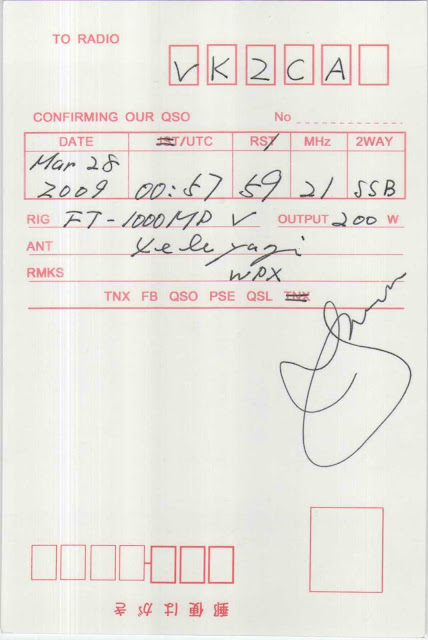 TO RADIO
VK2CA
CONFIRMING OUR QSO No
DATE JST/UTC RST MHz 2WAY
Mar 28
2009 00:57 59 21 SSB
RIG FT-1000MP V OUTPUT 200 W
ANT yagi
RMKS WPX
TNX FB QSO PSE QSL TNX
郵便はがき